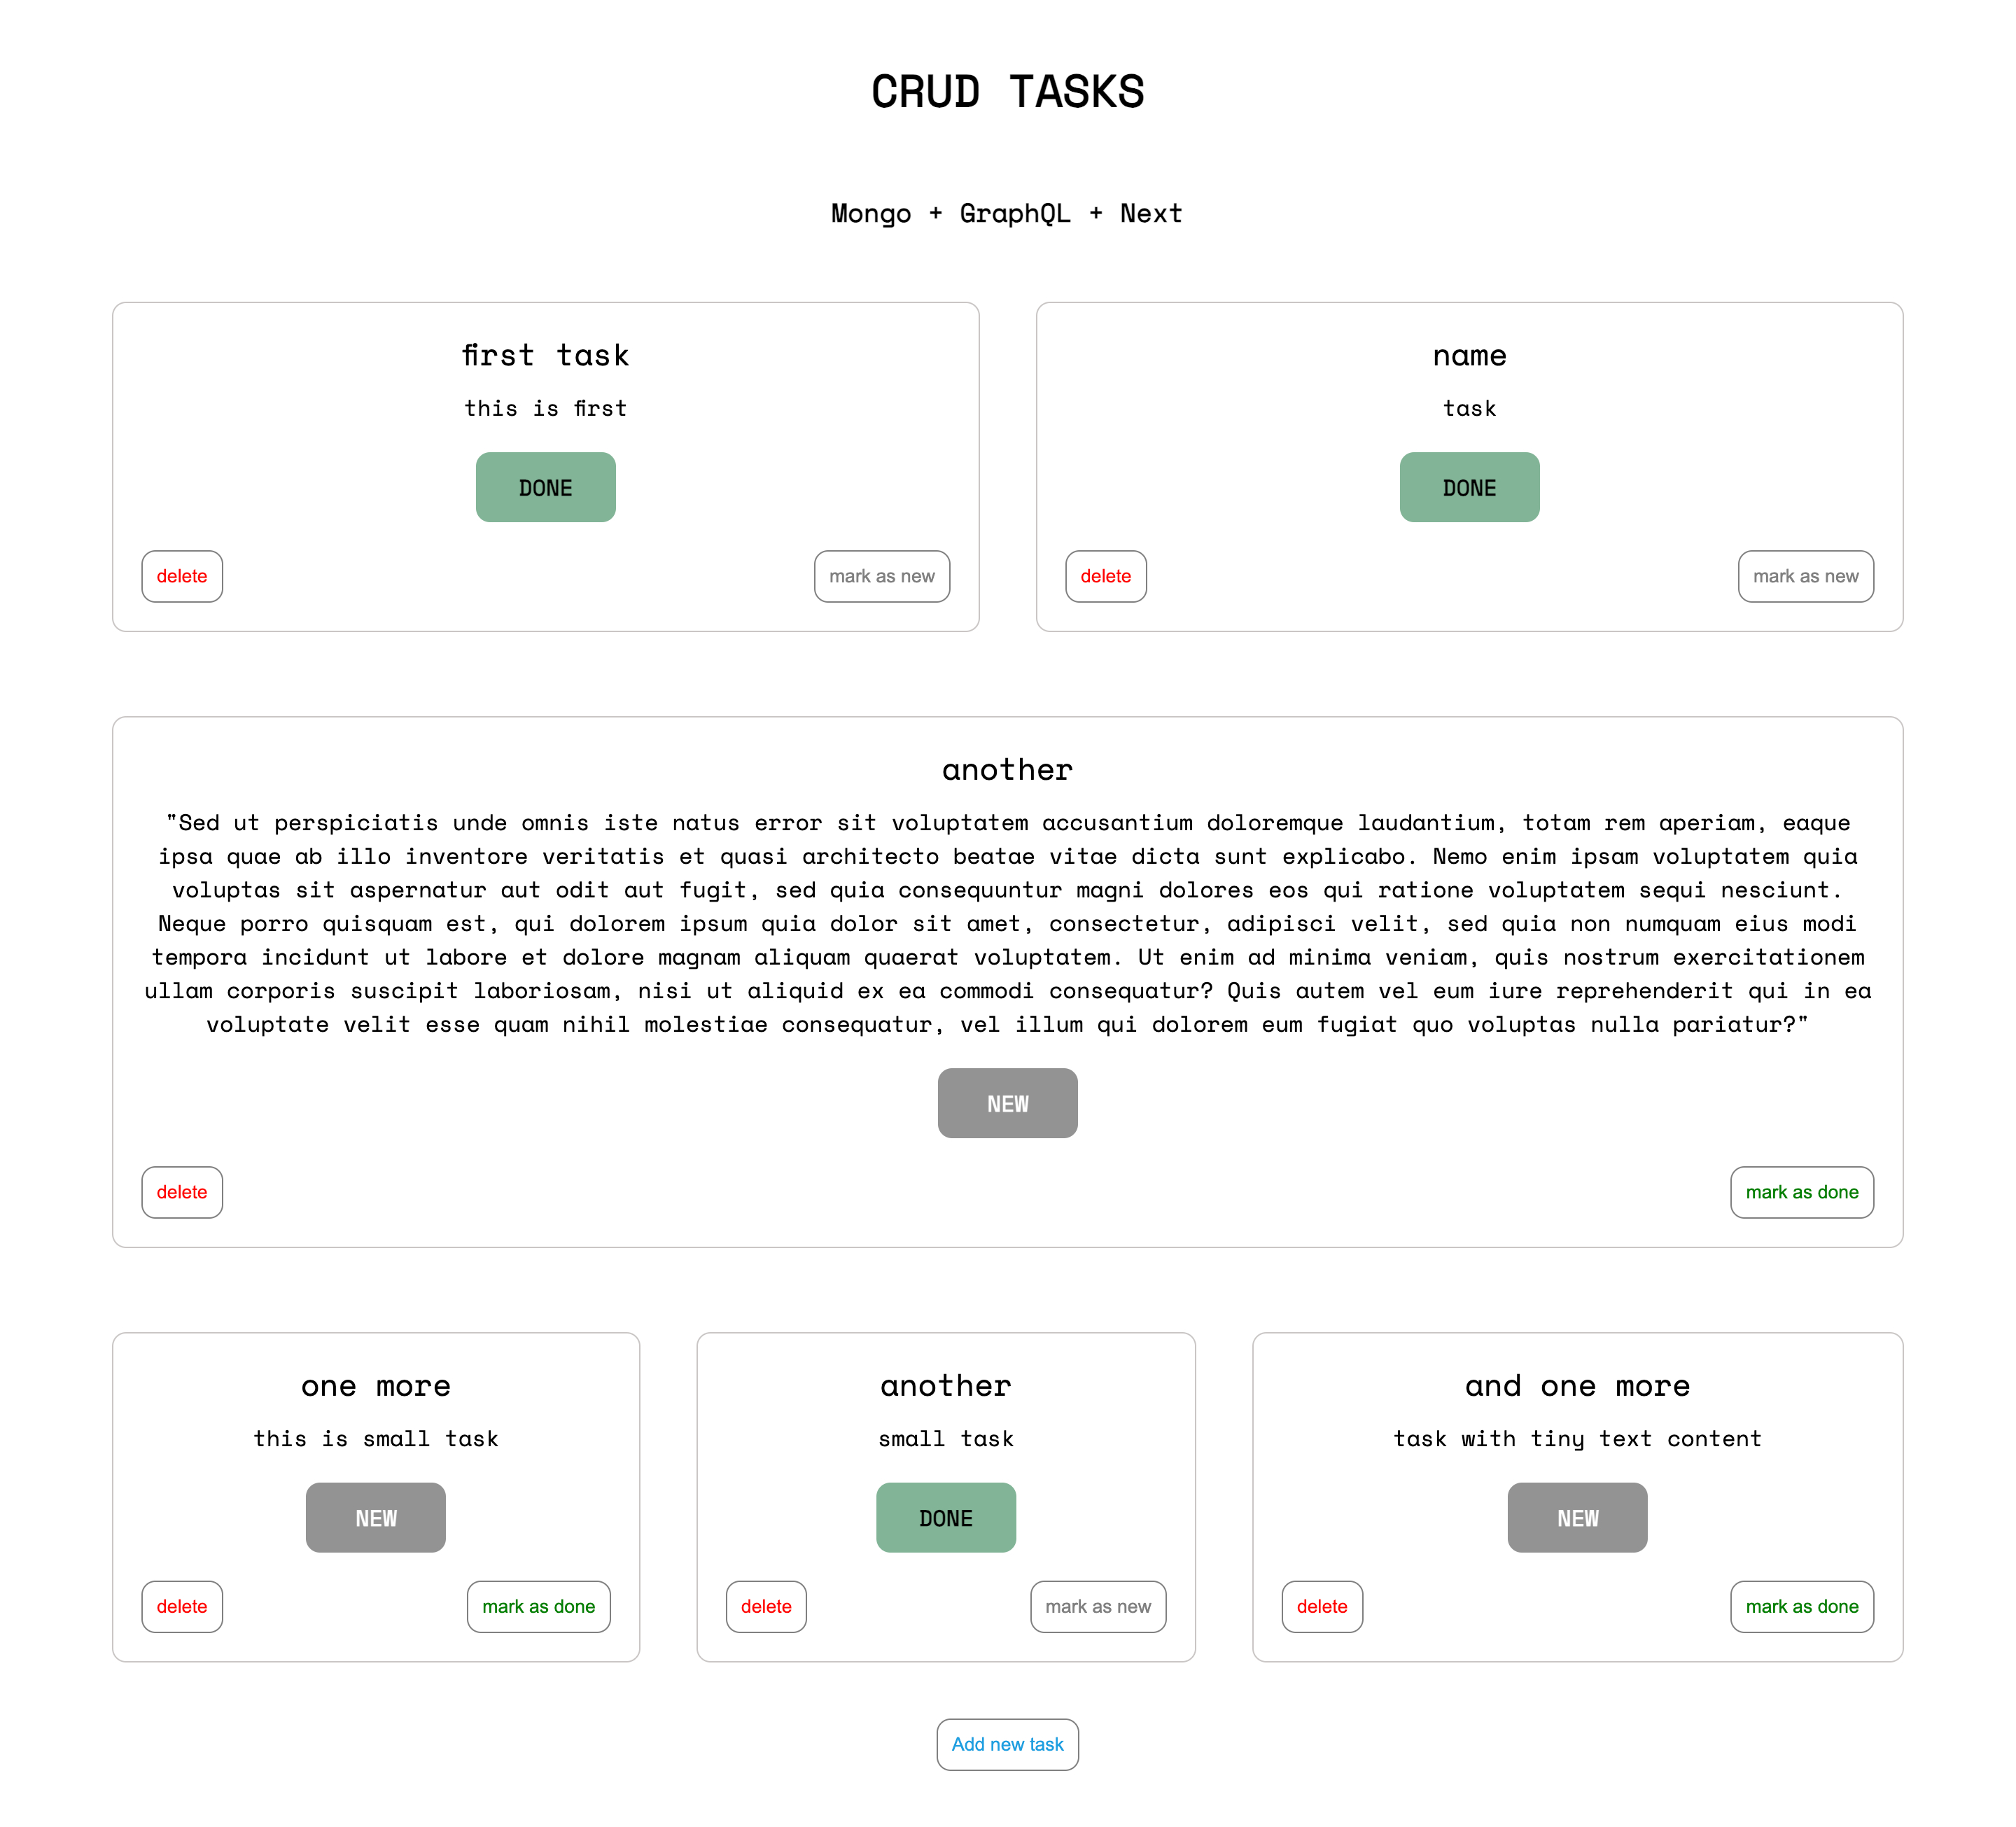 CRUD TASKS
Mongo + GraphQL + Next
first task
this is first
DONE
delete
mark as new
name
task
DONE
delete
mark as new
another
"Sed ut perspiciatis unde omnis iste natus error sit voluptatem accusantium doloremque laudantium, totam rem aperiam, eaque
ipsa quae ab illo inventore veritatis et quasi architecto beatae vitae dicta sunt explicabo. Nemo enim ipsam voluptatem quia
voluptas sit aspernatur aut odit aut fugit, sed quia consequuntur magni dolores eos qui ratione voluptatem sequi nesciunt.
Neque porro quisquam est, qui dolorem ipsum quia dolor sit amet, consectetur, adipisci velit, sed quia non numquam eius modi
tempora incidunt ut labore et dolore magnam aliquam quaerat voluptatem. Ut enim ad minima veniam, quis nostrum exercitationem
ullam corporis suscipit laboriosam, nisi ut aliquid ex ea commodi consequatur? Quis autem vel eum iure reprehenderit qui in ea
voluptate velit esse quam nihil molestiae consequatur, vel illum qui dolorem eum fugiat quo voluptas nulla pariatur?"
NEW
delete
mark as done
one more
this is small task
NEW
delete
mark as done
another
small task
DONE
delete
mark as new
and one more
task with tiny text content
NEW
delete
mark as done
Add new task